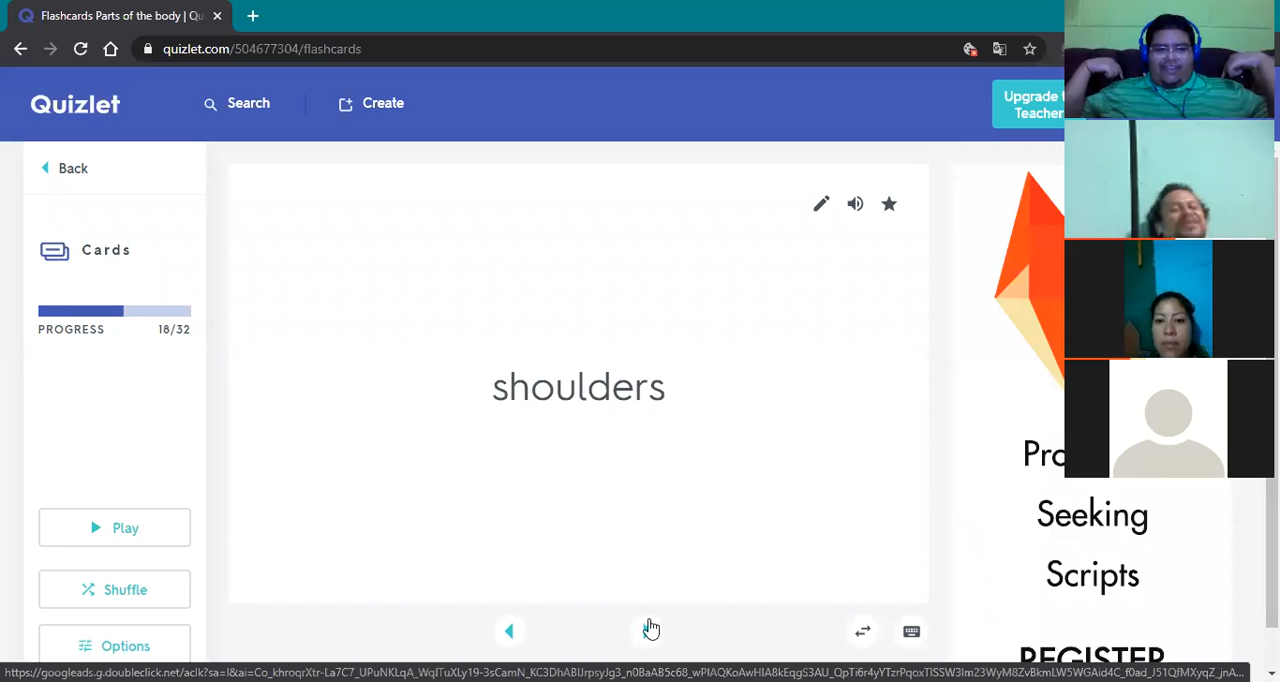 Flashcards Parts of the body | Qu
quizlet.com/504677304/flashcards
Quizlet
Search
Create
Upgrade
Teacher
Back
Cards
PROGRESS 18/32
shoulders
Play
Shuffle
Options
Seeking
Scripts
REGISTER